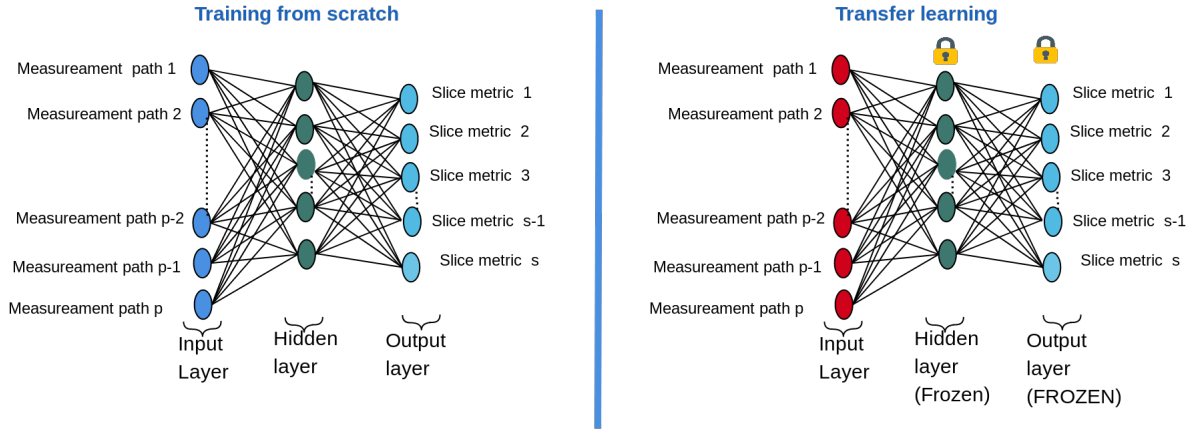 Training from scratch
Measureament path 1
Measureament path 2
Measureament path p-2
Measureament path p-1
Measureament path p
Slice metric 1
Slice metric 2
Slice metric 3
Slice metric s-1
Slice metric s
Input
Layer
Hidden
layer
Output
layer
Transfer learning
Measureament path 1
Measureament path 2
Measureament path p-2
Measureament path p-1
Measureament path p
Slice metric 1
Slice metric 2
Slice metric 3
Slice metric s-1
Slice metric s
Input
Layer
Hidden
layer
(Frozen)
Output
layer
(FROZEN)